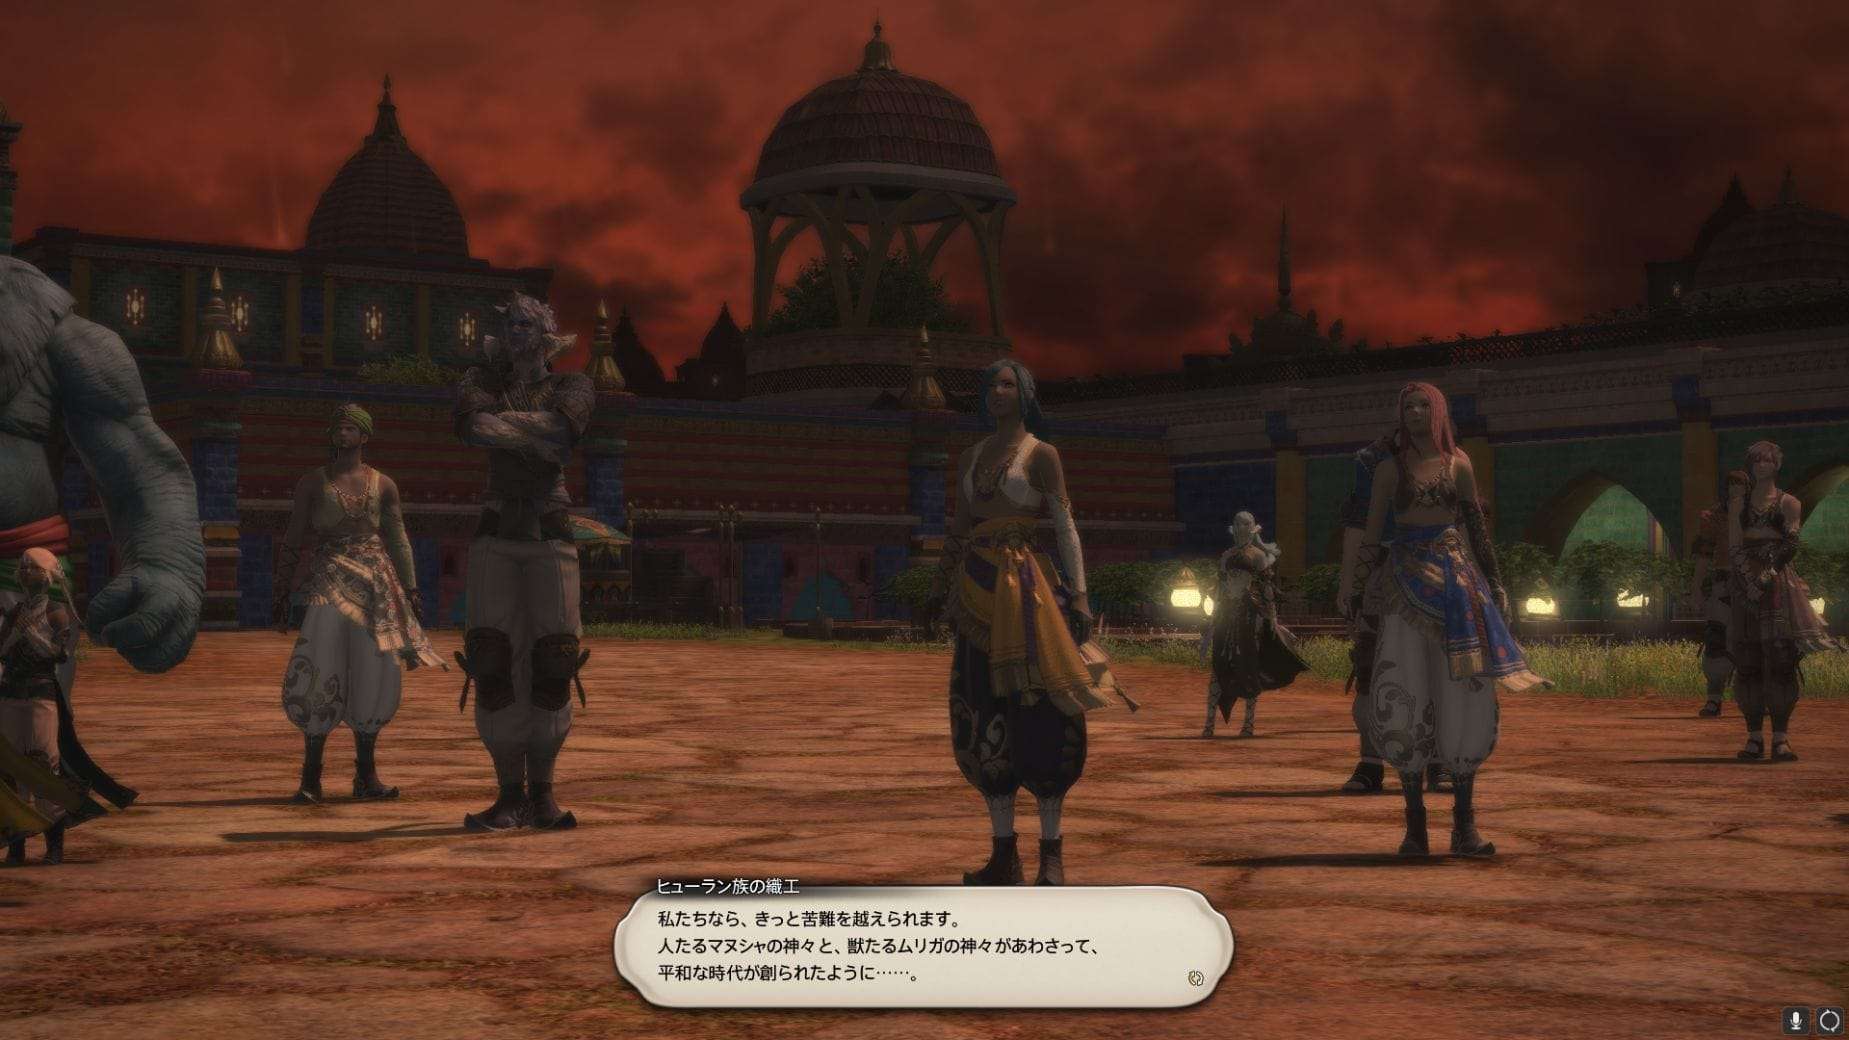 ヒューラン族の織工
私たちなら、きっと苦難を越えられます。
人たるマヌシャの神々と、獣たるムリガの神々があわさって、
平和な時代が創られたように……。